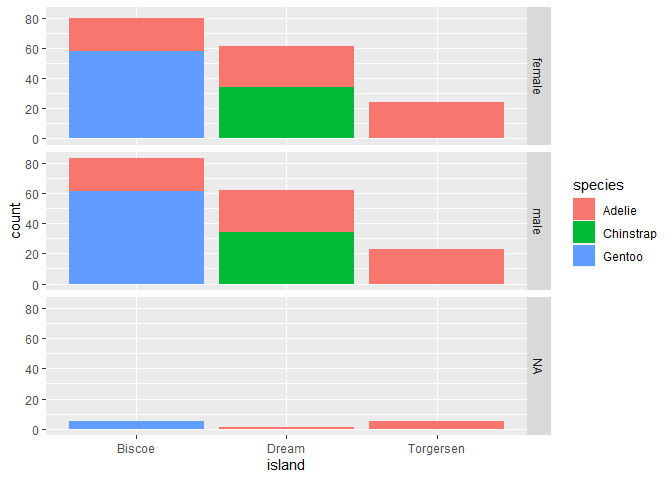 80
60
40
20
0
female
80
60
40
20
0
male
80
60
40
20
0
NA
count
Biscoe
Dream
Torgersen
island
species
Adelie
Chinstrap
Gentoo